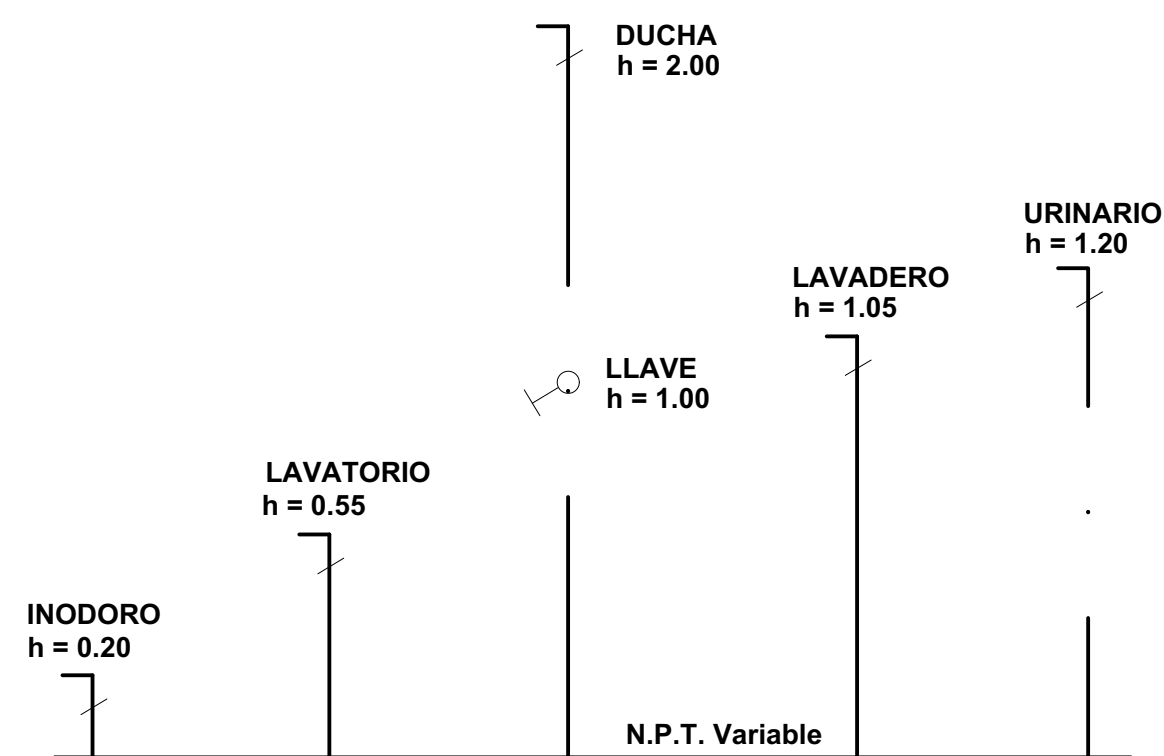 DUCHA
h = 2.00
URINARIO
h = 1.20
LAVADERO
h = 1.05
LLAVE
h = 1.00
LAVATORIO
h = 0.55
INODORO
h = 0.20
N.P.T. Variable